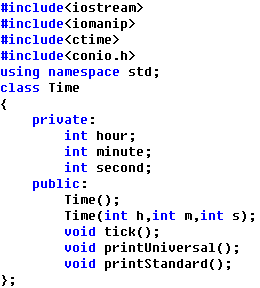 #include<iostream>
#include<iomanip>
#include<ctime>
#include<conio.h>
using namespace std;
class Time
{
    private:
        int hour;
        int minute;
        int second;
    public:
        Time();
        Time(int h,int m,int s);
        void tick();
        void printUniversal();
        void printStandard();
};